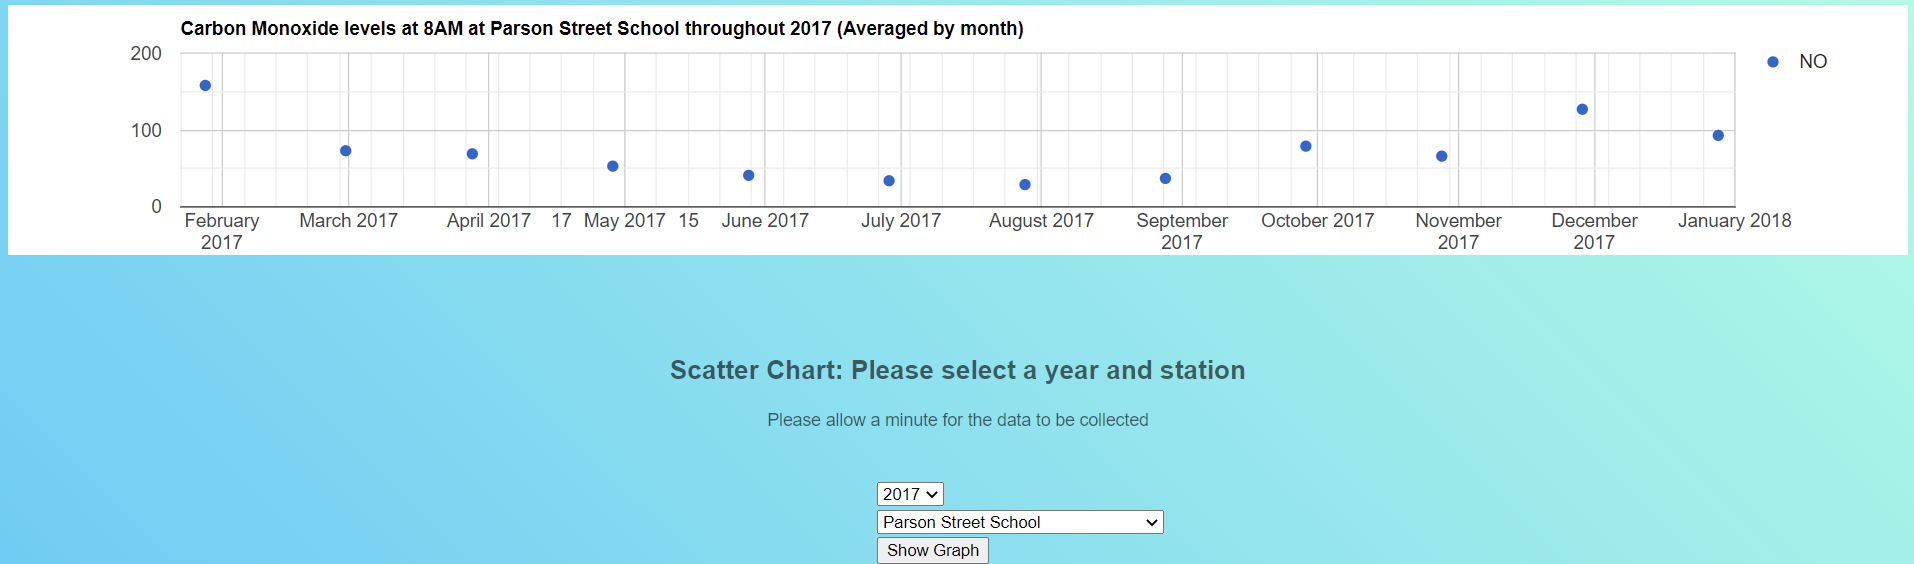 Carbon Monoxide levels at 8AM at Parson Street School throughout 2017 (Averaged by month)
200
NO
100
0
February 2017
March 2017
April 2017
17
May 2017
15
June 2017
July 2017
August 2017
September 2017
October 2017
November 2017
December 2017
January 2018
Scatter Chart: Please select a year and station
Please allow a minute for the data to be collected
2017
Parson Street School
Show Graph